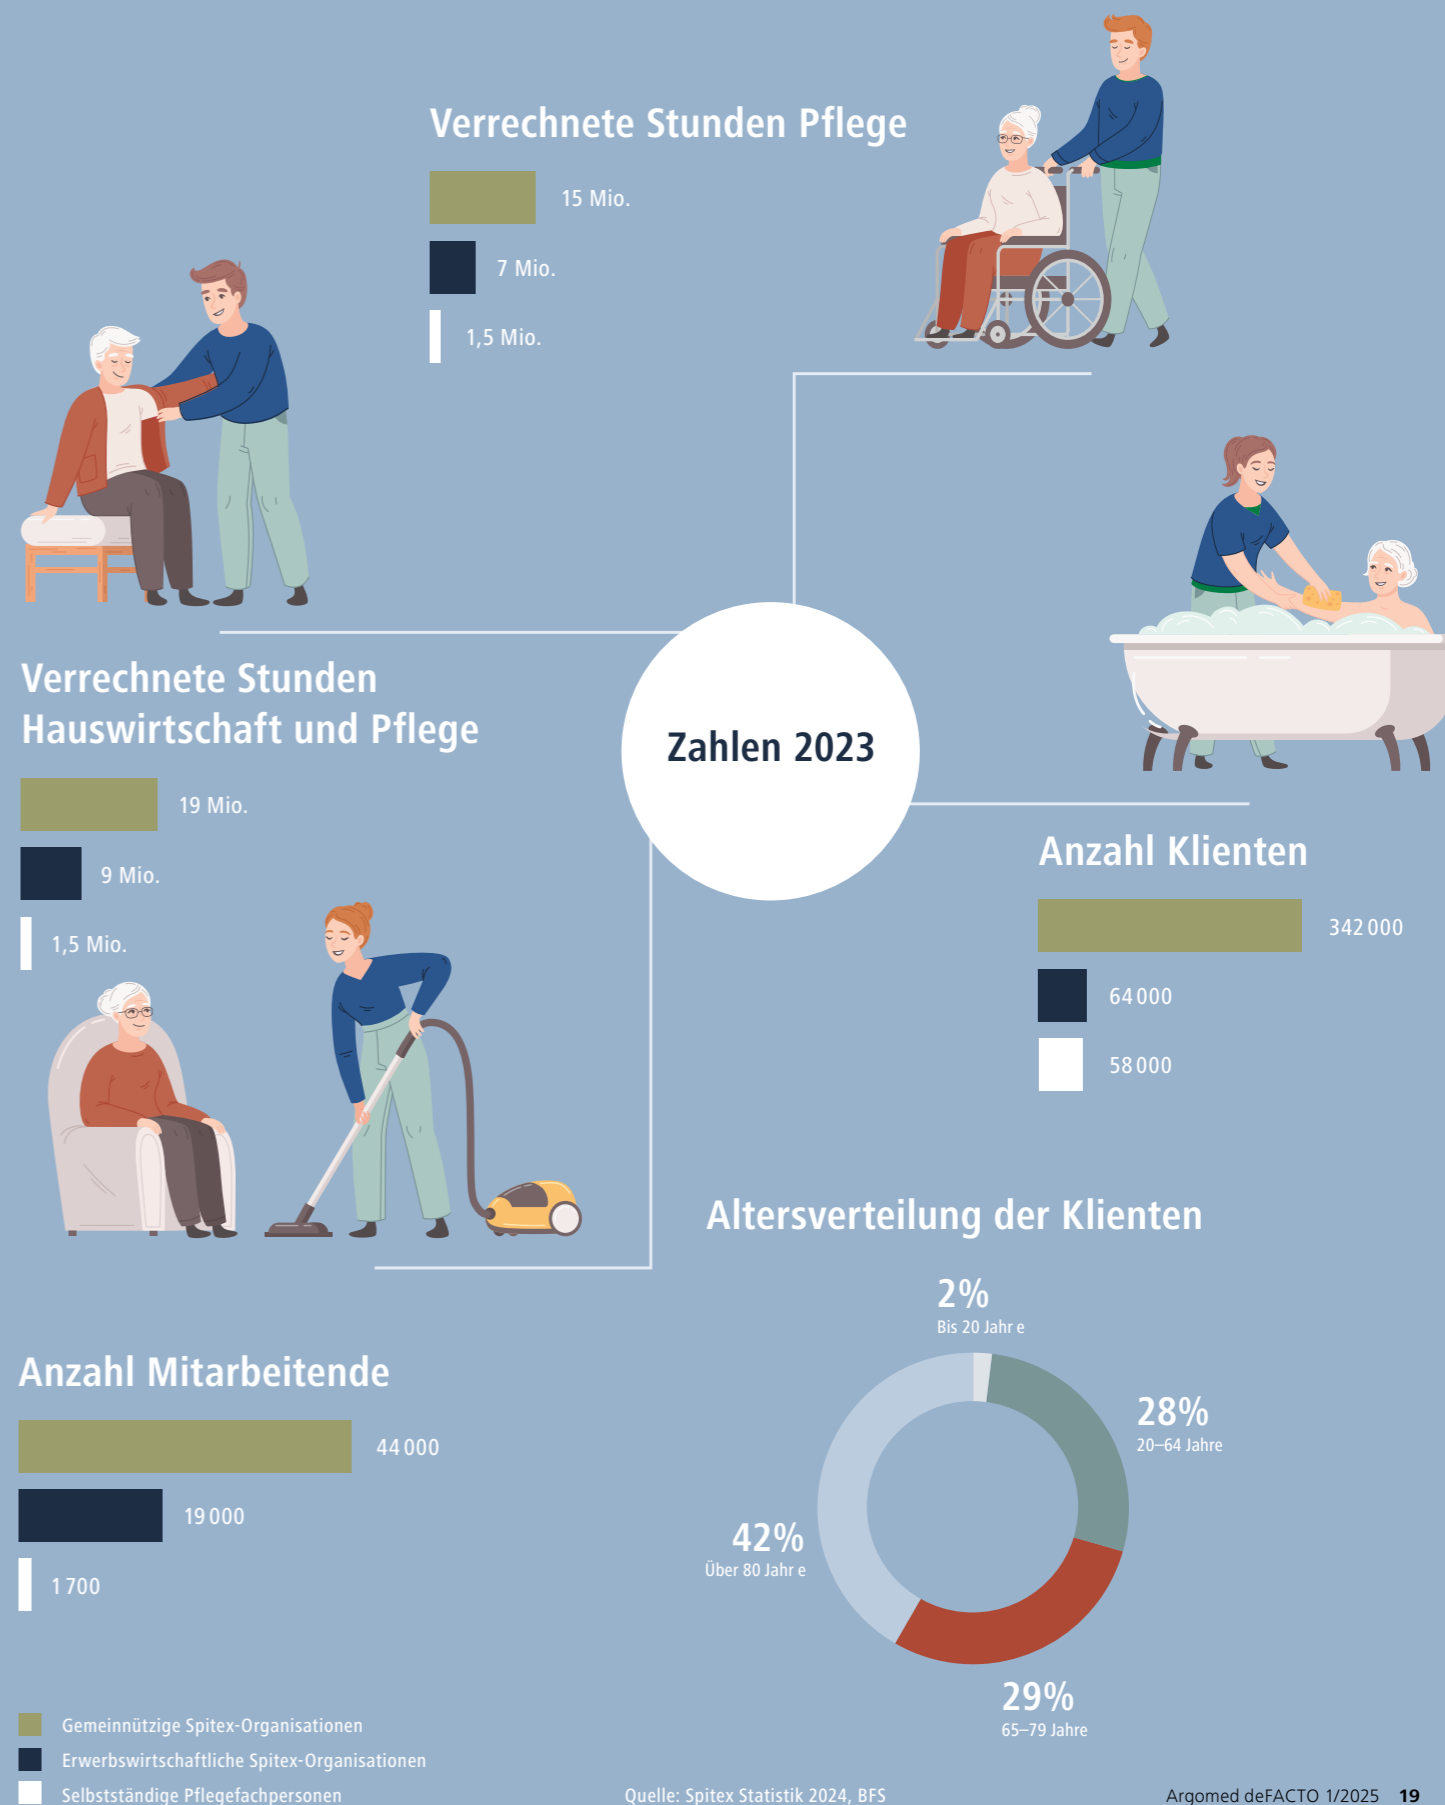 Verrechnete Stunden Pflege
15 Mio.
7 Mio.
1,5 Mio.
Verrechnete Stunden
Hauswirtschaft und Pflege
19 Mio.
9 Mio.
1,5 Mio.
Zahlen 2023
Anzahl Klienten
342 000
64 000
58 000
Anzahl Mitarbeitende
44 000
19 000
1 700
Altersverteilung der Klienten
2%
Bis 20 Jahr e
28%
20–64 Jahre
42%
Über 80 Jahr e
29%
65–79 Jahre
Gemeinnützige Spitex-Organisationen
Erwerbswirtschaftliche Spitex-Organisationen
Selbstständige Pflegefachpersonen
Quelle: Spitex Statistik 2024, BFS
Argomed deFACTO 1/2025 19